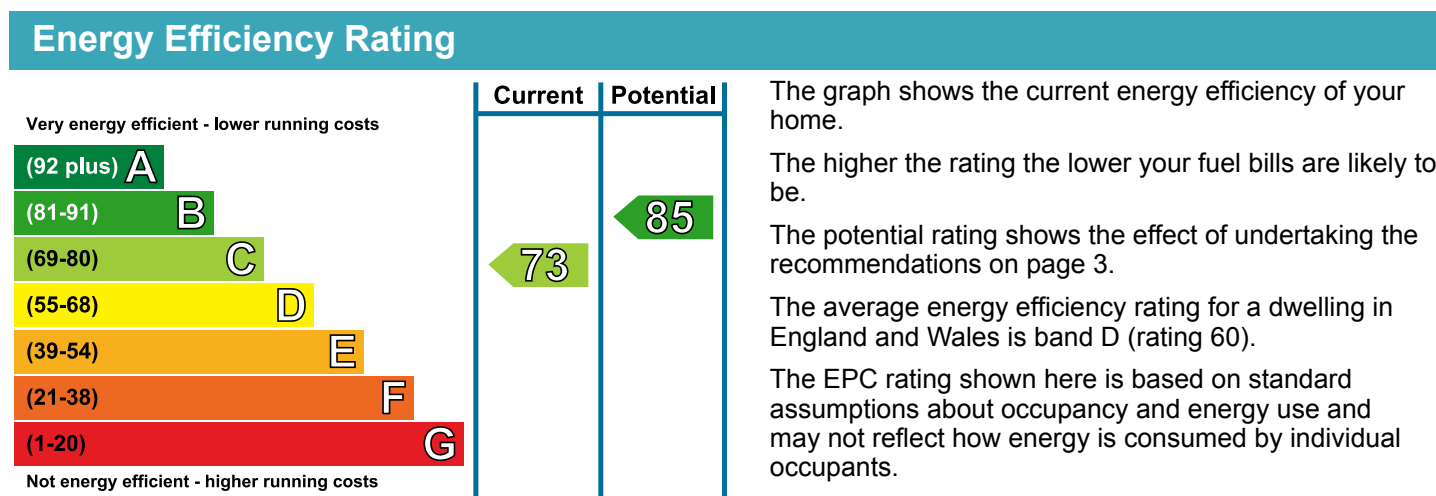 Energy Efficiency Rating
Current Potential
Very energy efficient - lower running costs
(92 plus) A
(81-91) B
85
(69-80) C
73
(55-68) D
(39-54) E
(21-38) F
(1-20) G
Not energy efficient - higher running costs
The graph shows the current energy efficiency of your
home.
The higher the rating the lower your fuel bills are likely to
be.
The potential rating shows the effect of undertaking the
recommendations on page 3.
The average energy efficiency rating for a dwelling in
England and Wales is band D (rating 60).
The EPC rating shown here is based on standard
assumptions about occupancy and energy use and
may not reflect how energy is consumed by individual
occupants.